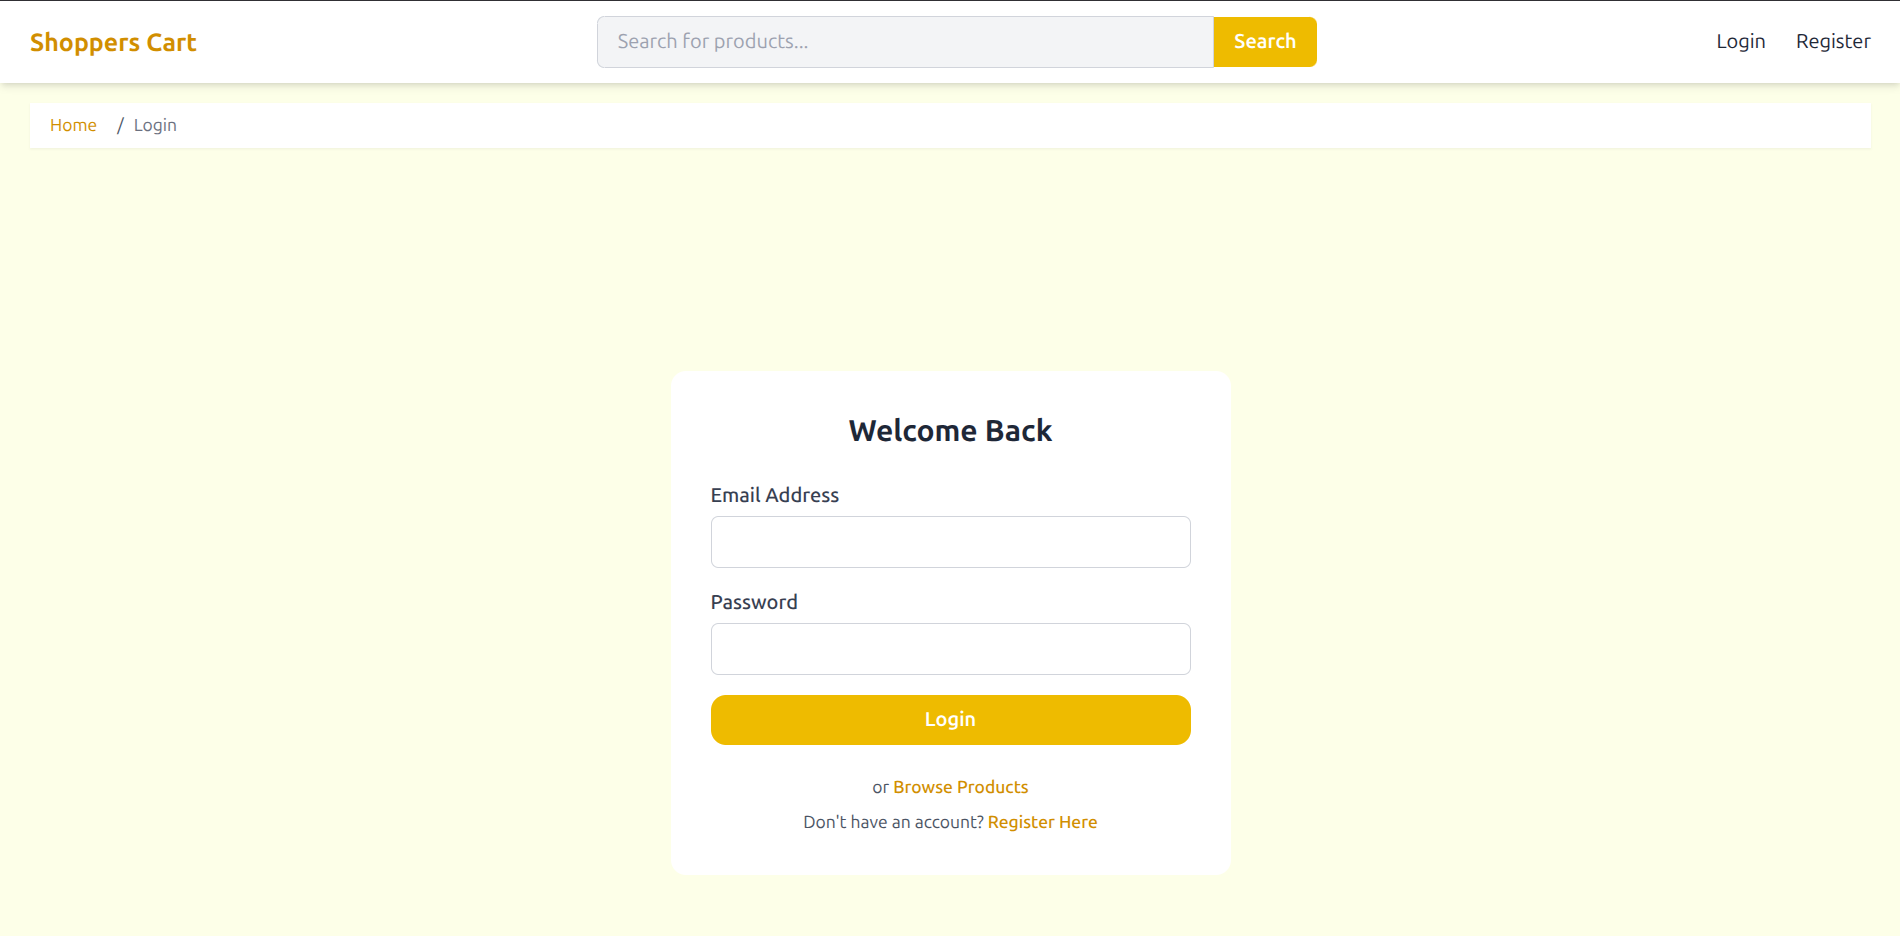 Shoppers Cart
Search for products...
Search
Login
Register
Home / Login
Welcome Back
Email Address
Password
Login
or Browse Products
Don't have an account? Register Here